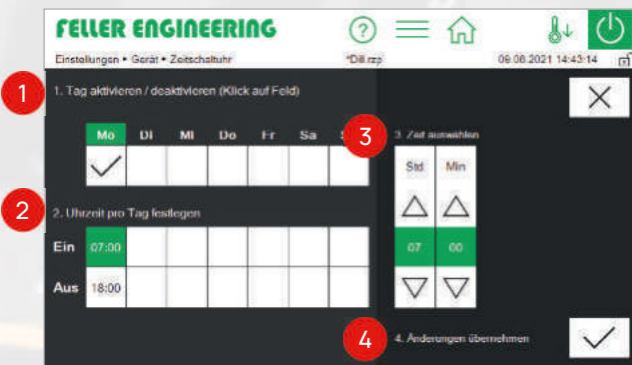 FELLER ENGINEERING
?
Einstellungen • Gerät • Zeitschaltuhr
*Dill.rzp
09.06.2021 14:43:14
1
1. Tag aktivieren / deaktivieren (Klick auf Feld)
Mo Di Mi Do Fr Sa
3
3. Zeit auswählen
Std Min
2
2. Uhrzeit pro Tag festlegen
Ein 07:00
07 00
Aus 18:00
4
4. Änderungen übernehmen